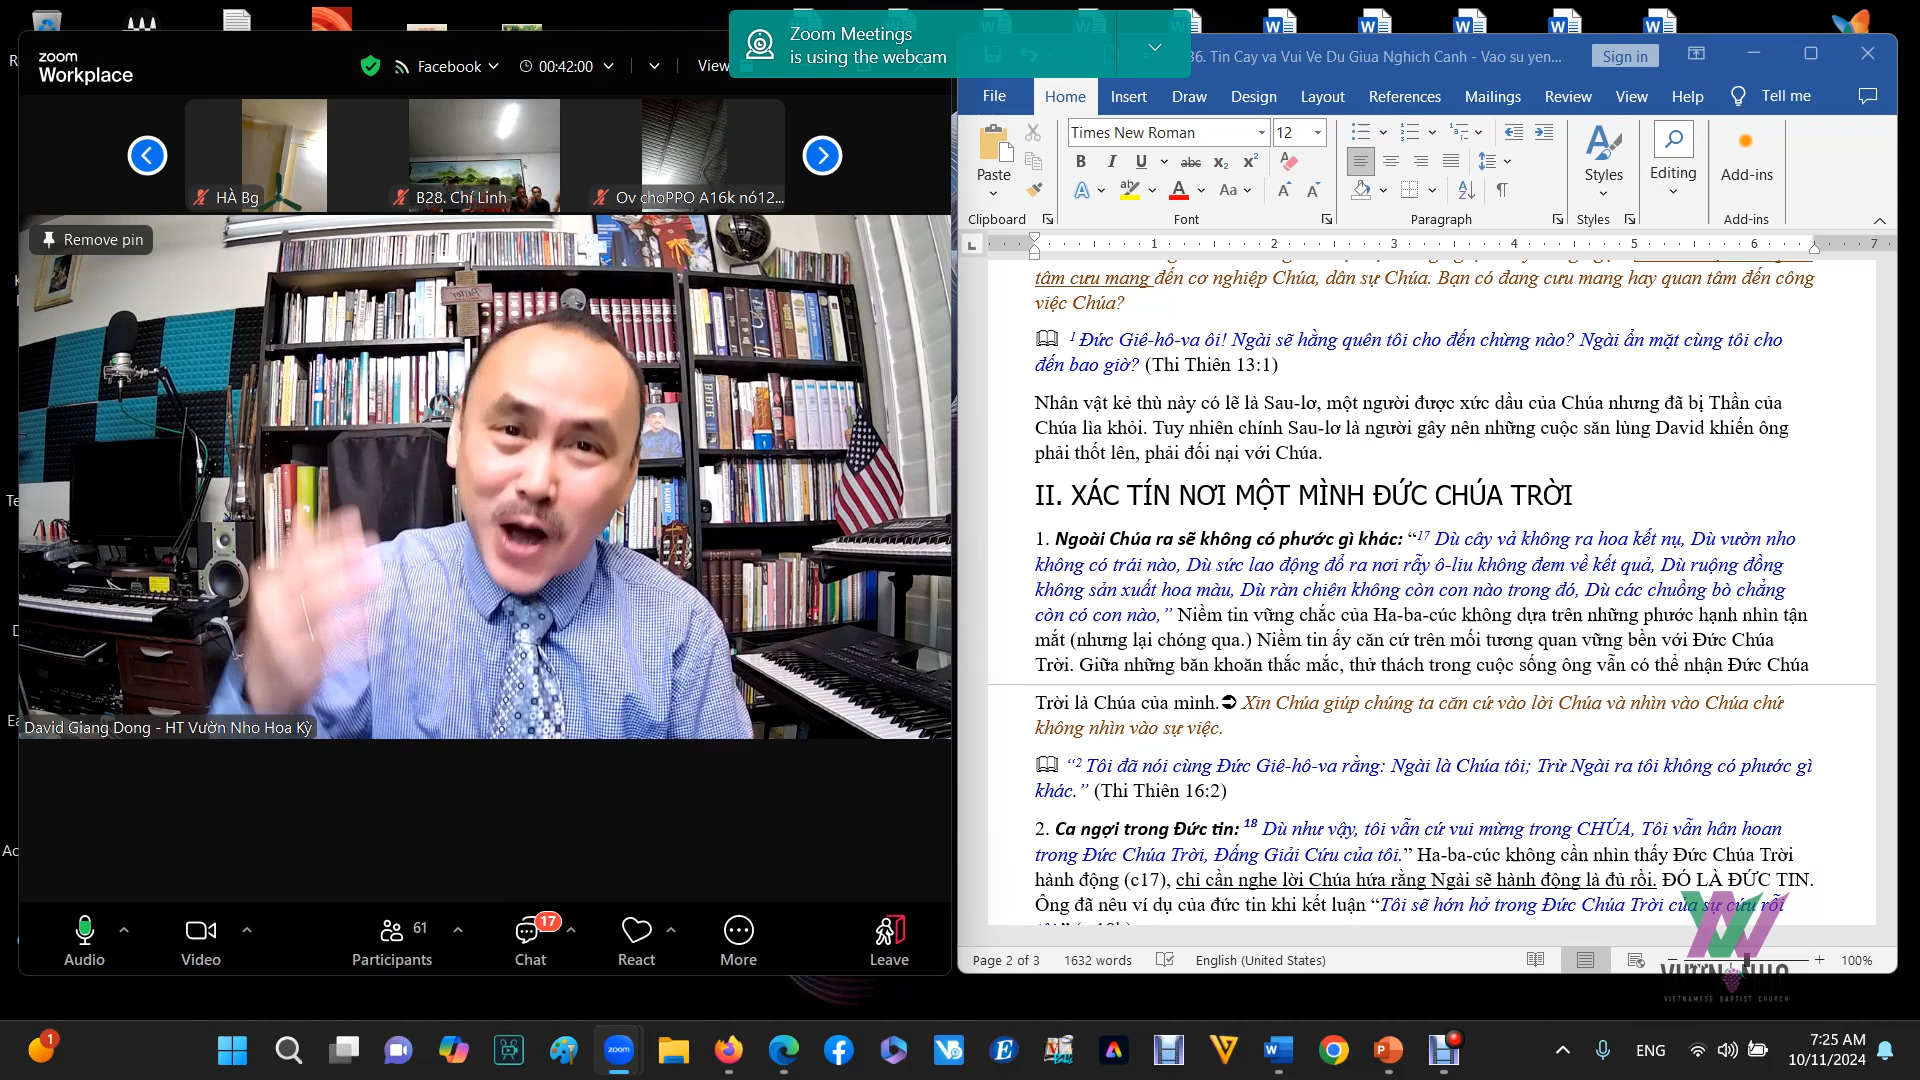 zoom
Workplace
Facebook
00:42:00
View
Zoom Meetings
is using the webcam
36. Tin Cay va Vui Ve Du Giua Nghich Canh - Vao su yen...
Sign in
File Home Insert Draw Design Layout References Mailings Review View Help Tell me
Times New Roman 12
Paste
Styles
Editing
Add-ins
Clipboard Font Paragraph Styles Add-ins
HÀ Bg
B28. Chí Linh
Ov choPPO A16k nó12...
Remove pin
1 2 3 4 5 6 7
tâm cưu mang đến cơ nghiệp Chúa, dân sự Chúa. Bạn có đang cưu mang hay quan tâm đến công
việc Chúa?
1 Đức Giê-hô-va ôi! Ngài sẽ hằng quên tôi cho đến chừng nào? Ngài ẩn mặt cùng tôi cho
đến bao giờ? (Thi Thiên 13:1)
Nhân vật kẻ thù này có lẽ là Sau-lơ, một người được xức dầu của Chúa nhưng đã bị Thần của
Chúa lìa khỏi. Tuy nhiên chính Sau-lơ là người gây nên những cuộc săn lùng David khiến ông
phải thốt lên, phải đối nại với Chúa.
II. XÁC TÍN NƠI MỘT MÌNH ĐỨC CHÚA TRỜI
1. Ngoài Chúa ra sẽ không có phước gì khác: “17 Dù cây vả không ra hoa kết nụ, Dù vườn nho
không có trái nào, Dù sức lao động đổ ra nơi rẫy ô-liu không đem về kết quả, Dù ruộng đồng
không sản xuất hoa màu, Dù ràn chiên không còn con nào trong đó, Dù các chuồng bò chẳng
còn có con nào,” Niềm tin vững chắc của Ha-ba-cúc không dựa trên những phước hạnh nhìn tận
mắt (nhưng lại chóng qua.) Niềm tin ấy căn cứ trên mối tương quan vững bền với Đức Chúa
Trời. Giữa những băn khoăn thắc mắc, thử thách trong cuộc sống ông vẫn có thể nhận Đức Chúa
Trời là Chúa của mình. Xin Chúa giúp chúng ta căn cứ vào lời Chúa và nhìn vào Chúa chứ
không nhìn vào sự việc.
“2 Tôi đã nói cùng Đức Giê-hô-va rằng: Ngài là Chúa tôi; Trừ Ngài ra tôi không có phước gì
khác.” (Thi Thiên 16:2)
2. Ca ngợi trong Đức tin: 18 Dù như vậy, tôi vẫn cứ vui mừng trong CHÚA, Tôi vẫn hân hoan
trong Đức Chúa Trời, Đấng Giải Cứu của tôi.” Ha-ba-cúc không cần nhìn thấy Đức Chúa Trời
hành động (c17), chỉ cần nghe lời Chúa hứa rằng Ngài sẽ hành động là đủ rồi. ĐÓ LÀ ĐỨC TIN.
Ông đã nêu ví dụ của đức tin khi kết luận “Tôi sẽ hớn hở trong Đức Chúa Trời của sự cứu rỗi
David Giang Dong - HT Vườn Nho Hoa Kỳ
61
17
Audio Video Participants Chat React More Leave
Page 2 of 3 1632 words English (United States) 100%
VƯỜN NHO
VIETNAMESE BAPTIST CHURCH
1
zoom
ENG
7:25 AM
10/11/2024